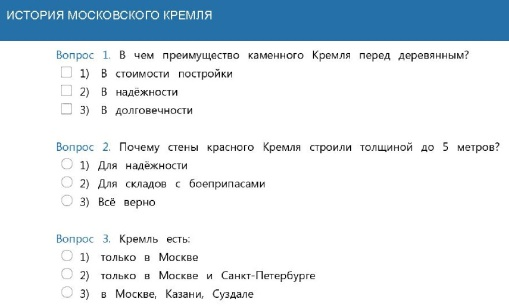 ИСТОРИЯ МОСКОВСКОГО КРЕМЛЯ
Вопрос 1. В чем преимущество каменного Кремля перед деревянным?
1) В стоимости постройки
2) В надёжности
3) В долговечности
Вопрос 2. Почему стены красного Кремля строили толщиной до 5 метров?
1) Для надёжности
2) Для складов с боеприпасами
3) Всё верно
Вопрос 3. Кремль есть:
1) только в Москве
2) только в Москве и Санкт-Петербурге
3) в Москве, Казани, Суздале